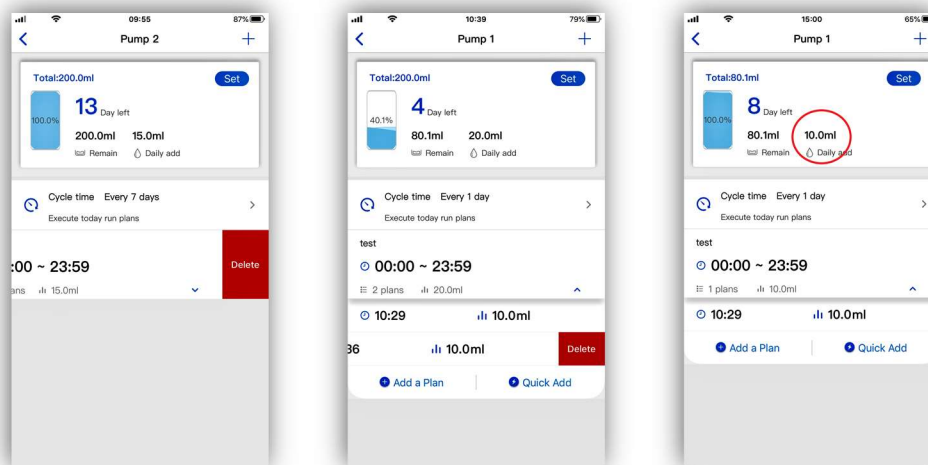 09:55
87%
Pump 2
Total:200.0ml
Set
100.0%
13 Day left
200.0ml 15.0ml
Remain Daily add
Cycle time Every 7 days
Execute today run plans
:00 ~ 23:59
Delete
ans 15.0ml
10:39
79%
Pump 1
Total:200.0ml
Set
40.1%
4 Day left
80.1ml 20.0ml
Remain Daily add
Cycle time Every 1 day
Execute today run plans
test
00:00 ~ 23:59
2 plans 20.0ml
10:29 10.0ml
36 10.0ml Delete
Add a Plan Quick Add
15:00
65%
Pump 1
Total:80.1ml
Set
100.0%
8 Day left
80.1ml 10.0ml
Remain Daily add
Cycle time Every 1 day
Execute today run plans
test
00:00 ~ 23:59
1 plans 10.0ml
10:29 10.0ml
Add a Plan Quick Add